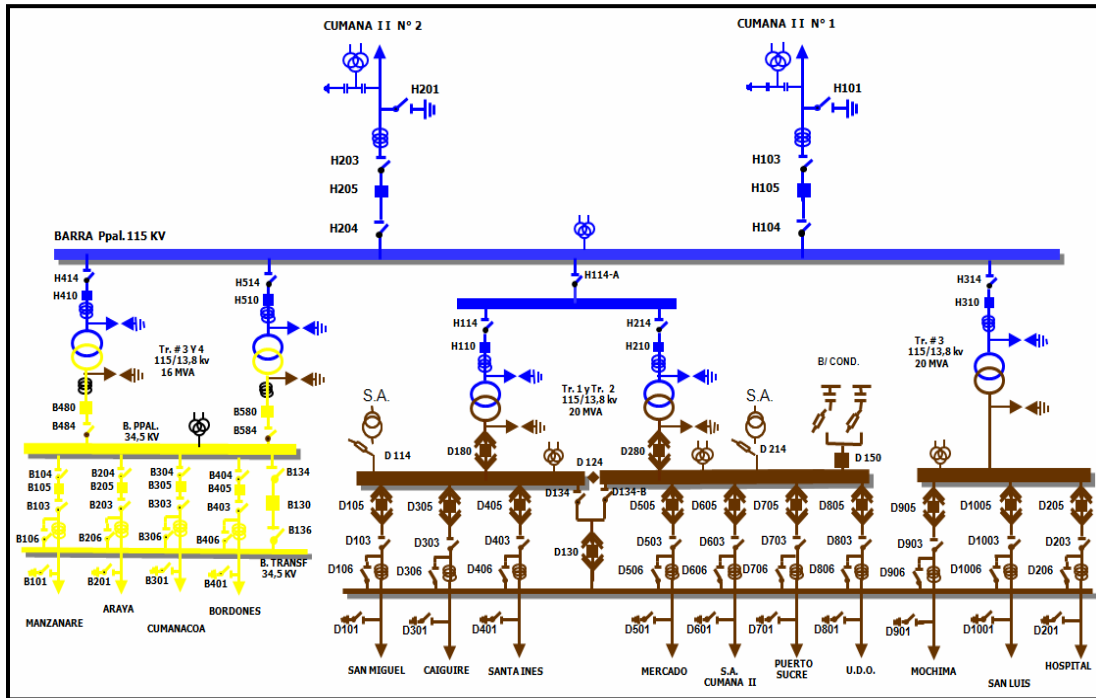 CUMANA II N° 2
CUMANA II N° 1
H201
H101
H203
H103
H205
H105
H204
H104
BARRA Ppal. 115 KV
H414
H514
H114-A
H314
H410
H510
H310
H114
H214
H110
H210
Tr. # 3 Y 4
115/13,8 kv
16 MVA
Tr. # 3
115/13,8 kv
20 MVA
B/ COND.
Tr. 1 y Tr. 2
115/13,8 kv
20 MVA
S.A.
S.A.
B480
B580
B484
B584
B. PPAL.
34,5 KV
D 114
D180
D280
D 214
D 150
D 124
B104
B204
B304
B404
B134
B105
B205
B305
B405
B130
B103
B203
B303
B403
B136
B106
B206
B306
B406
B. TRANSF
34,5 KV
D134
D134-B
D105
D305
D405
D505
D605
D705
D805
D905
D1005
D205
D103
D303
D403
D130
D503
D603
D703
D803
D903
D1003
D203
D106
D306
D406
D506
D606
D706
D806
D906
D1006
D206
B101
B201
B301
B401
D101
D301
D401
D501
D601
D701
D801
D901
D1001
D201
MANZANARE
ARAYA
CUMANACOA
BORDONES
SAN MIGUEL
CAIGUIRE
SANTA INES
MERCADO
S.A.
CUMANA II
PUERTO
SUCRE
U.D.O.
MOCHIMA
SAN LUIS
HOSPITAL